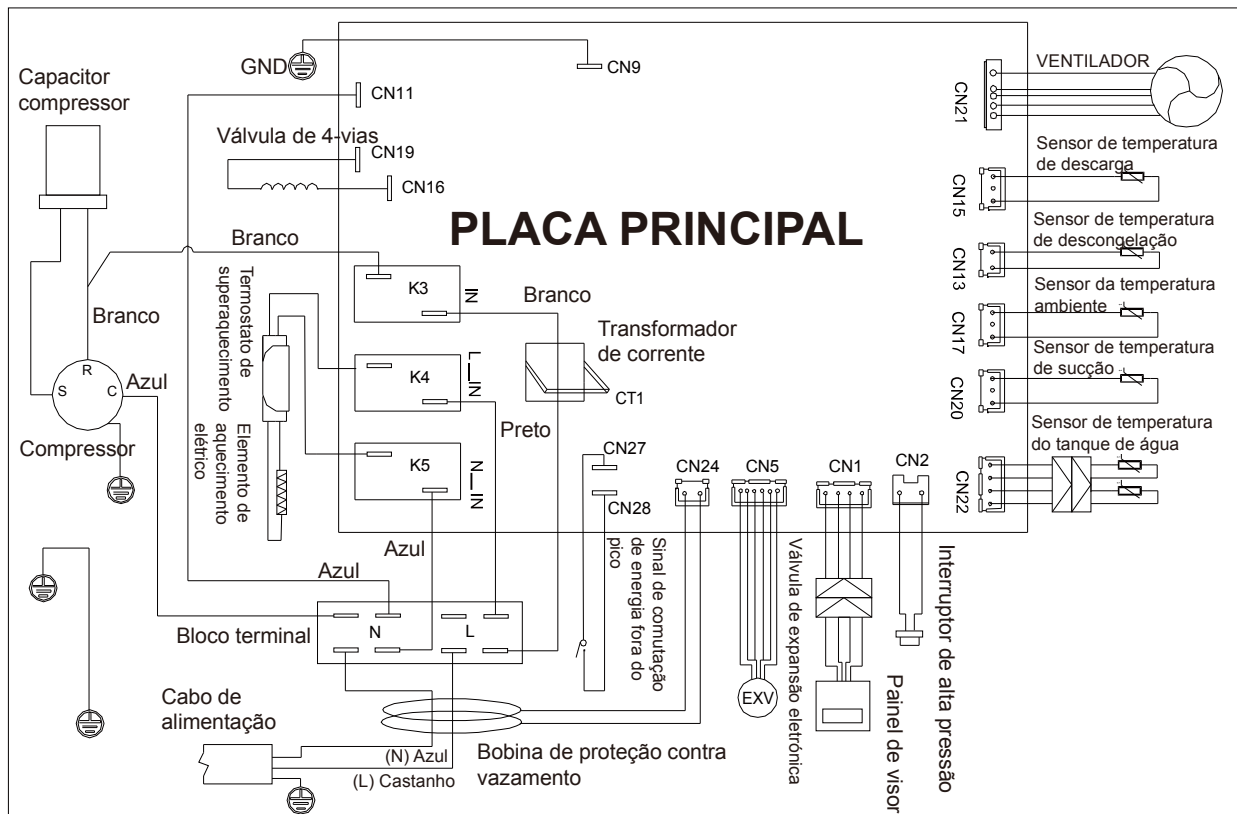 GND
CN9
Capacitor
compressor
CN11
Válvula de 4-vias
CN19
CN16
PLACA PRINCIPAL
CN21
VENTILADOR
Sensor de temperatura
de descarga
CN15
Sensor de temperatura
de descongelação
CN13
Sensor da temperatura
ambiente
CN17
Sensor de temperatura
de sucção
CN20
Sensor de temperatura
do tanque de água
CN22
Branco
Branco
K3
IN
Branco
Transformador
de corrente
CT1
Termostato de
superaquecimento
K4
L_IN
Preto
Elemento de
aquecimento
elétrico
K5
N_IN
R
S
C
Azul
Compressor
CN27
CN28
CN24
CN5
CN1
CN2
Azul
Azul
Bloco terminal
N
L
Sinal de comutação
de energia fora do
pico
Válvula de expansão eletrónica
EXV
Painel de visor
Interruptor de alta pressão
Cabo de
alimentação
(N) Azul
(L) Castanho
Bobina de proteção contra
vazamento